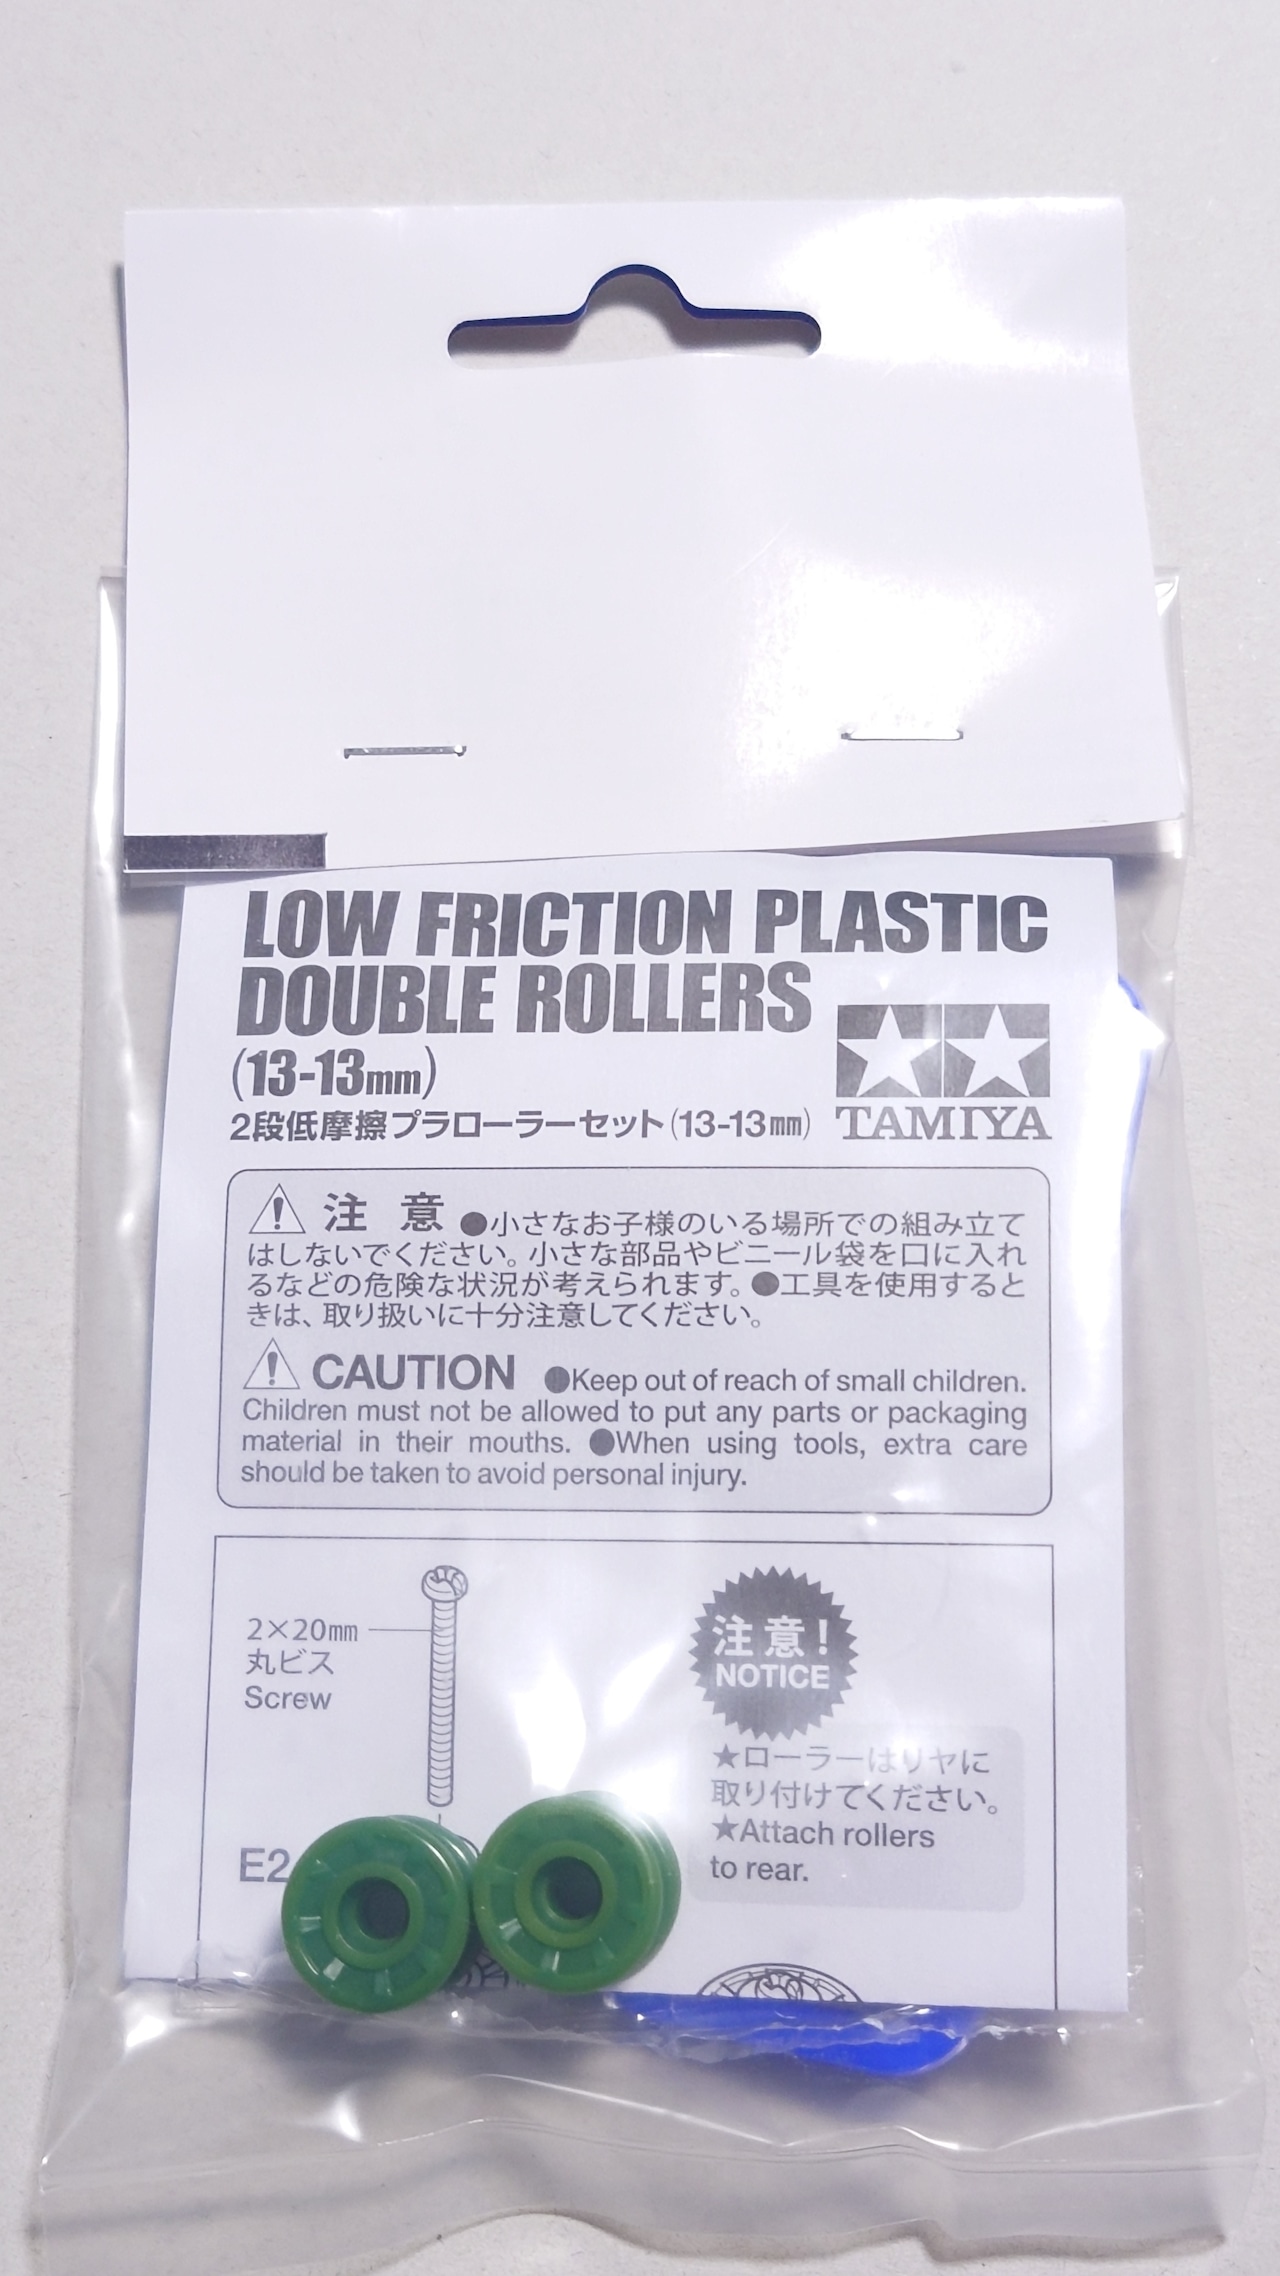 LOW FRICTION PLASTIC
DOUBLE ROLLERS
(13-13mm)
2段低摩擦プラローラーセット(13-13㎜)
TAMIYA
注 意 ●小さなお子様のいる場所での組み立て
はしないでください。小さな部品やビニール袋を口に入れ
るなどの危険な状況が考えられます。●工具を使用すると
きは、取り扱いに十分注意してください。
CAUTION ●Keep out of reach of small children.
Children must not be allowed to put any parts or packaging
material in their mouths. ●When using tools, extra care
should be taken to avoid personal injury.
2×20㎜
丸ビス
Screw
注 意!
NOTICE
★ローラーはリヤに
取り付けてください。
★Attach rollers
to rear.
E2